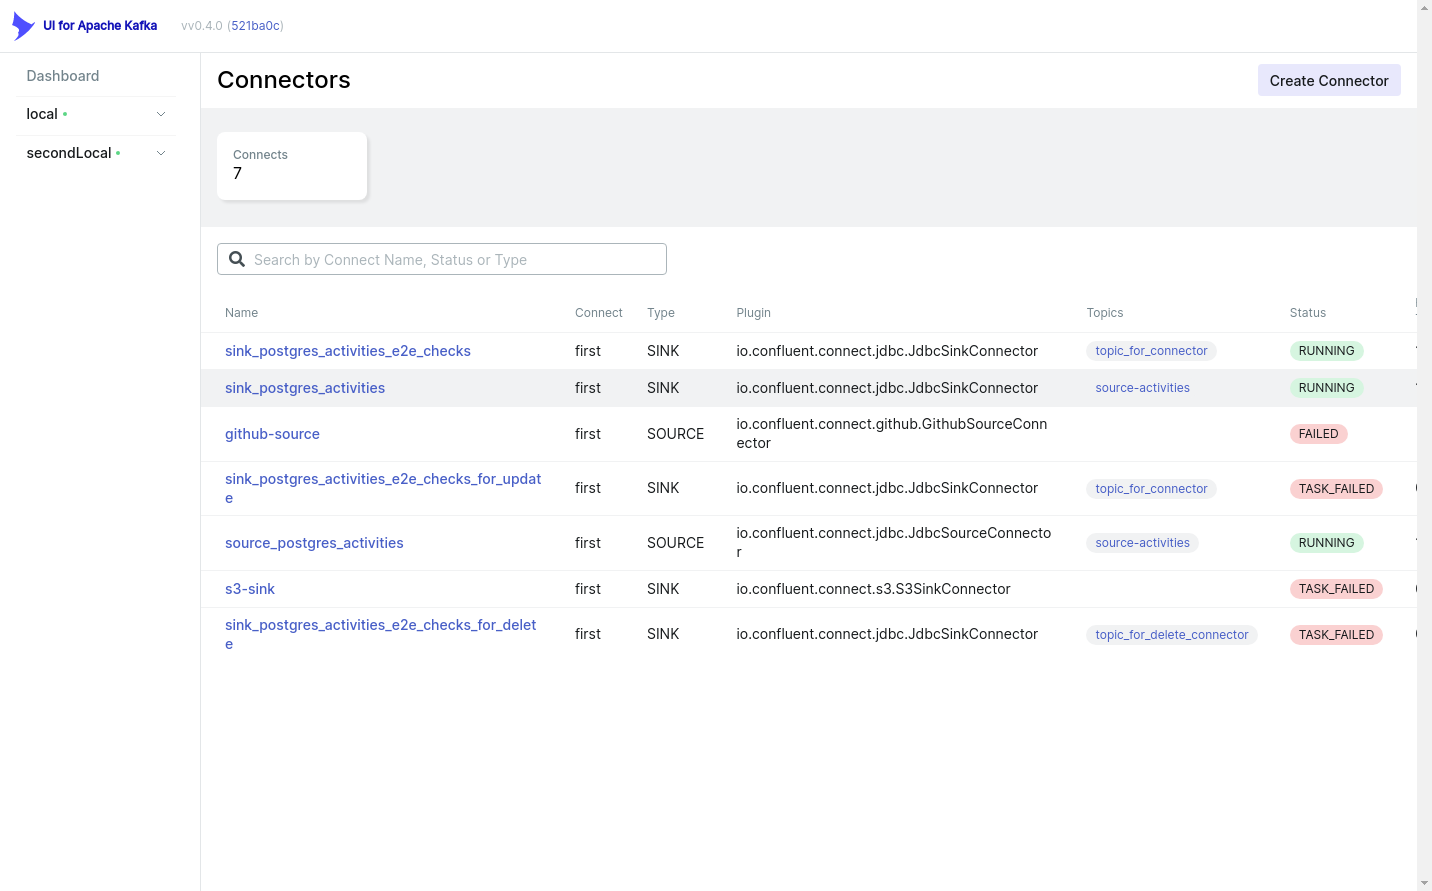 UI for Apache Kafka vv0.4.0 (521ba0c)
Dashboard
local
secondLocal
Connectors
Create Connector
Connects
7
Search by Connect Name, Status or Type
Name Connect Type Plugin Topics Status
sink_postgres_activities_e2e_checks first SINK io.confluent.connect.jdbc.JdbcSinkConnector topic_for_connector RUNNING
sink_postgres_activities first SINK io.confluent.connect.jdbc.JdbcSinkConnector source-activities RUNNING
github-source first SOURCE io.confluent.connect.github.GithubSourceConn
ector FAILED
sink_postgres_activities_e2e_checks_for_updat
e first SINK io.confluent.connect.jdbc.JdbcSinkConnector topic_for_connector TASK_FAILED
source_postgres_activities first SOURCE io.confluent.connect.jdbc.JdbcSourceConnecto
r source-activities RUNNING
s3-sink first SINK io.confluent.connect.s3.S3SinkConnector TASK_FAILED
sink_postgres_activities_e2e_checks_for_delet
e first SINK io.confluent.connect.jdbc.JdbcSinkConnector topic_for_delete_connector TASK_FAILED